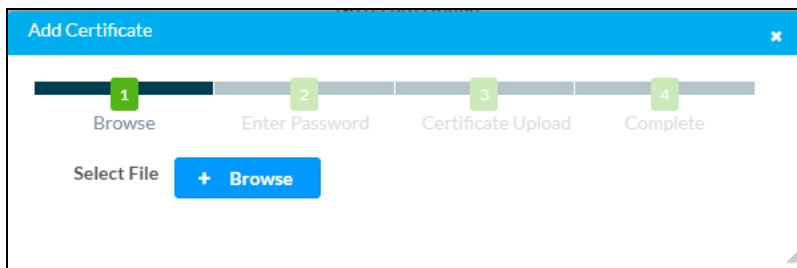 Add Certificate
1 2 3 4
Browse Enter Password Certificate Upload Complete
Select File + Browse